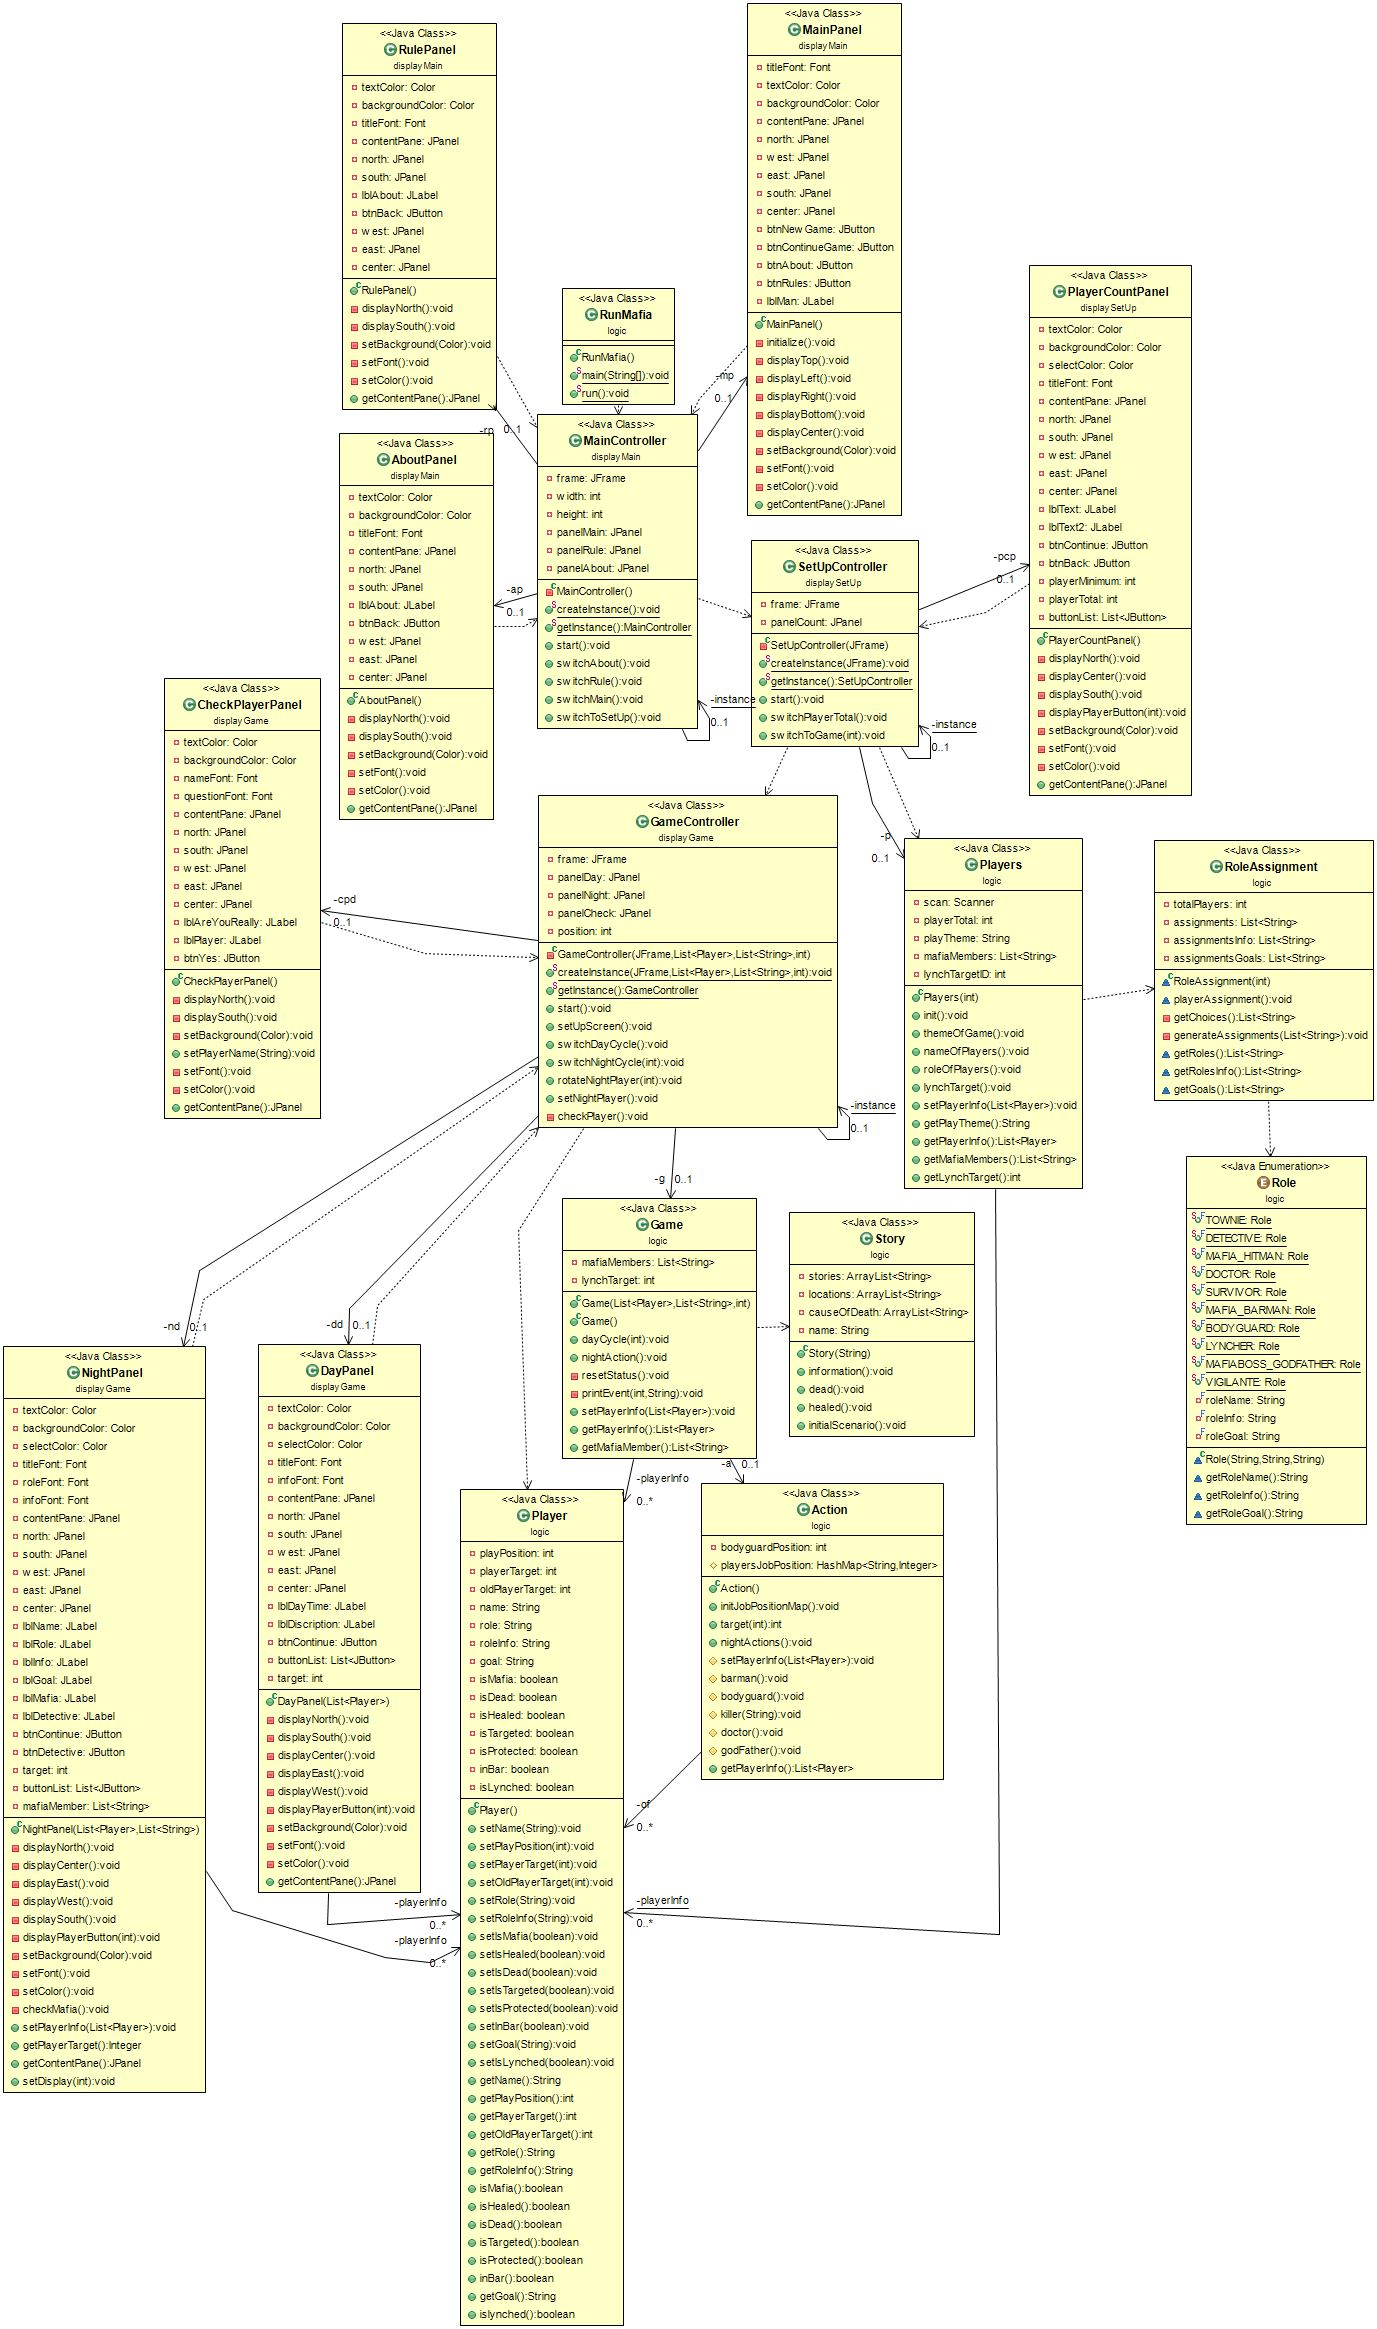 <<Java Class>>
RulePanel
display Main
textColor: Color
backgroundColor: Color
titleFont: Font
contentPane: JPanel
north: JPanel
south: JPanel
lblAbout: JLabel
btnBack: JButton
west: JPanel
east: JPanel
center: JPanel
RulePanel()
displayNorth():void
displaySouth():void
setBackground(Color):void
setFont():void
setColor():void
getContentPane():JPanel
<<Java Class>>
MainPanel
display Main
titleFont: Font
textColor: Color
backgroundColor: Color
contentPane: JPanel
north: JPanel
west: JPanel
east: JPanel
south: JPanel
center: JPanel
btnNewGame: JButton
btnContinueGame: JButton
btnAbout: JButton
btnRules: JButton
lblMan: JLabel
MainPanel()
initialize():void
displayTop():void
displayLeft():void
displayRight():void
displayBottom():void
displayCenter():void
setBackground(Color):void
setFont():void
setColor():void
getContentPane():JPanel
<<Java Class>>
RunMafia
logic
RunMafia()
main(String[]):void
run():void
-mp
0..1
-rp
0..1
<<Java Class>>
PlayerCountPanel
display SetUp
textColor: Color
backgroundColor: Color
selectColor: Color
titleFont: Font
contentPane: JPanel
north: JPanel
south: JPanel
west: JPanel
east: JPanel
center: JPanel
lblText: JLabel
lblText2: JLabel
btnContinue: JButton
btnBack: JButton
playerMinimum: int
playerTotal: int
buttonList: List<JButton>
PlayerCountPanel()
displayNorth():void
displayCenter():void
displaySouth():void
displayPlayerButton(int):void
setBackground(Color):void
setFont():void
setColor():void
getContentPane():JPanel
<<Java Class>>
AboutPanel
display Main
textColor: Color
backgroundColor: Color
titleFont: Font
contentPane: JPanel
north: JPanel
south: JPanel
lblAbout: JLabel
btnBack: JButton
west: JPanel
east: JPanel
center: JPanel
AboutPanel()
displayNorth():void
displaySouth():void
setBackground(Color):void
setFont():void
setColor():void
getContentPane():JPanel
-ap
0..1
<<Java Class>>
MainController
display Main
frame: JFrame
width: int
height: int
panelMain: JPanel
panelRule: JPanel
panelAbout: JPanel
MainController()
createInstance():void
getInstance():MainController
start():void
switchAbout():void
switchRule():void
switchMain():void
switchToSetUp():void
-instance
0..1
<<Java Class>>
SetUpController
display SetUp
frame: JFrame
panelCount: JPanel
SetUpController(JFrame)
createInstance(JFrame):void
getInstance():SetUpController
start():void
switchPlayerTotal():void
switchToGame(int):void
-pcp
0..1
-instance
0..1
<<Java Class>>
CheckPlayerPanel
display Game
textColor: Color
backgroundColor: Color
nameFont: Font
questionFont: Font
contentPane: JPanel
north: JPanel
south: JPanel
west: JPanel
east: JPanel
center: JPanel
lblAreYouReally: JLabel
lblPlayer: JLabel
btnYes: JButton
CheckPlayerPanel()
displayNorth():void
displaySouth():void
setBackground(Color):void
setPlayerName(String):void
setFont():void
setColor():void
getContentPane():JPanel
-cpd
0..1
<<Java Class>>
GameController
display Game
frame: JFrame
panelDay: JPanel
panelNight: JPanel
panelCheck: JPanel
position: int
GameController(JFrame,List<Player>,List<String>,int)
createInstance(JFrame,List<Player>,List<String>,int):void
getInstance():GameController
start():void
setUpScreen():void
switchDayCycle():void
switchNightCycle(int):void
rotateNightPlayer(int):void
setNightPlayer():void
checkPlayer():void
-instance
0..1
-p
0..1
<<Java Class>>
Players
logic
scan: Scanner
playerTotal: int
playTheme: String
mafiaMembers: List<String>
lynchTargetID: int
Players(int)
init():void
themeOfGame():void
nameOfPlayers():void
roleOfPlayers():void
lynchTarget():void
setPlayerInfo(List<Player>):void
getPlayTheme():String
getPlayerInfo():List<Player>
getMafiaMembers():List<String>
getLynchTarget():int
<<Java Class>>
RoleAssignment
logic
totalPlayers: int
assignments: List<String>
assignmentsInfo: List<String>
assignmentsGoals: List<String>
RoleAssignment(int)
playerAssignment():void
getChoices():List<String>
generateAssignments(List<String>):void
getRoles():List<String>
getRolesInfo():List<String>
getGoals():List<String>
<<Java Enumeration>>
Role
logic
TOWNIE: Role
DETECTIVE: Role
MAFIA_HITMAN: Role
DOCTOR: Role
SURVIVOR: Role
MAFIA_BARMAN: Role
BODYGUARD: Role
LYNCHER: Role
MAFIABOSS_GODFATHER: Role
VIGILANTE: Role
roleName: String
roleInfo: String
roleGoal: String
Role(String,String,String)
getRoleName():String
getRoleInfo():String
getRoleGoal():String
-g
0..1
<<Java Class>>
Game
logic
mafiaMembers: List<String>
lynchTarget: int
Game(List<Player>,List<String>,int)
Game()
dayCycle(int):void
nightAction():void
resetStatus():void
printEvent(int,String):void
setPlayerInfo(List<Player>):void
getPlayerInfo():List<Player>
getMafiaMember():List<String>
<<Java Class>>
Story
logic
stories: ArrayList<String>
locations: ArrayList<String>
causeOfDeath: ArrayList<String>
name: String
Story(String)
information():void
dead():void
healed():void
initialScenario():void
-nd
0..1
-dd
0..1
<<Java Class>>
NightPanel
display Game
textColor: Color
backgroundColor: Color
selectColor: Color
titleFont: Font
roleFont: Font
infoFont: Font
contentPane: JPanel
north: JPanel
south: JPanel
west: JPanel
east: JPanel
center: JPanel
lblName: JLabel
lblRole: JLabel
lblInfo: JLabel
lblGoal: JLabel
lblMafia: JLabel
lblDetective: JLabel
btnContinue: JButton
btnDetective: JButton
target: int
buttonList: List<JButton>
mafiaMember: List<String>
NightPanel(List<Player>,List<String>)
displayNorth():void
displayCenter():void
displayEast():void
displayWest():void
displaySouth():void
displayPlayerButton(int):void
setBackground(Color):void
setFont():void
setColor():void
checkMafia():void
setPlayerInfo(List<Player>):void
getPlayerTarget():Integer
getContentPane():JPanel
setDisplay(int):void
<<Java Class>>
DayPanel
display Game
textColor: Color
backgroundColor: Color
selectColor: Color
titleFont: Font
infoFont: Font
contentPane: JPanel
north: JPanel
south: JPanel
west: JPanel
east: JPanel
center: JPanel
lblDayTime: JLabel
lblDiscription: JLabel
btnContinue: JButton
buttonList: List<JButton>
target: int
DayPanel(List<Player>)
displayNorth():void
displaySouth():void
displayCenter():void
displayEast():void
displayWest():void
displayPlayerButton(int):void
setBackground(Color):void
setFont():void
setColor():void
getContentPane():JPanel
-playerInfo
0..*
-playerInfo
0..*
-playerInfo
0..*
-a
0..1
<<Java Class>>
Player
logic
playPosition: int
playerTarget: int
oldPlayerTarget: int
name: String
role: String
roleInfo: String
goal: String
isMafia: boolean
isDead: boolean
isHealed: boolean
isTargeted: boolean
isProtected: boolean
inBar: boolean
isLynched: boolean
Player()
setName(String):void
setPlayPosition(int):void
setPlayerTarget(int):void
setOldPlayerTarget(int):void
setRole(String):void
setRoleInfo(String):void
setIsMafia(boolean):void
setIsHealed(boolean):void
setIsDead(boolean):void
setIsTargeted(boolean):void
setIsProtected(boolean):void
setInBar(boolean):void
setGoal(String):void
setIsLynched(boolean):void
getName():String
getPlayPosition():int
getPlayerTarget():int
getOldPlayerTarget():int
getRole():String
getRoleInfo():String
isMafia():boolean
isHealed():boolean
isDead():boolean
isTargeted():boolean
isProtected():boolean
inBar():boolean
getGoal():String
islynched():boolean
<<Java Class>>
Action
logic
bodyguardPosition: int
playersJobPosition: HashMap<String,Integer>
Action()
initJobPositionMap():void
target(int):int
nightActions():void
setPlayerInfo(List<Player>):void
barman():void
bodyguard():void
killer(String):void
doctor():void
godFather():void
getPlayerInfo():List<Player>
-of
0..*
-playerInfo
0..*